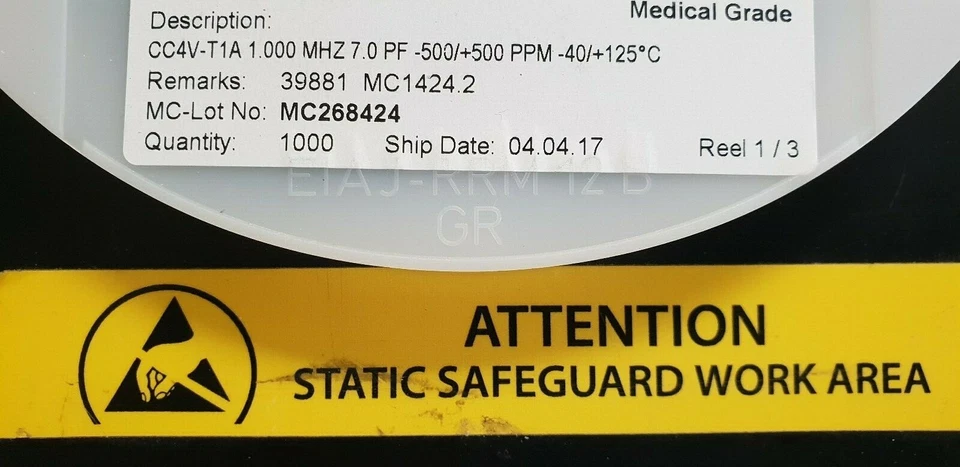 Medical Grade
Description:
CC4V-T1A 1.000 MHZ 7.0 PF -500/+500 PPM -40/+125°C
Remarks: 39881 MC1424.2
MC-Lot No: MC268424
Quantity: 1000 Ship Date: 04.04.17 Reel 1 / 3
EIAJ-RRM 12 B
GR
ATTENTION
STATIC SAFEGUARD WORK AREA